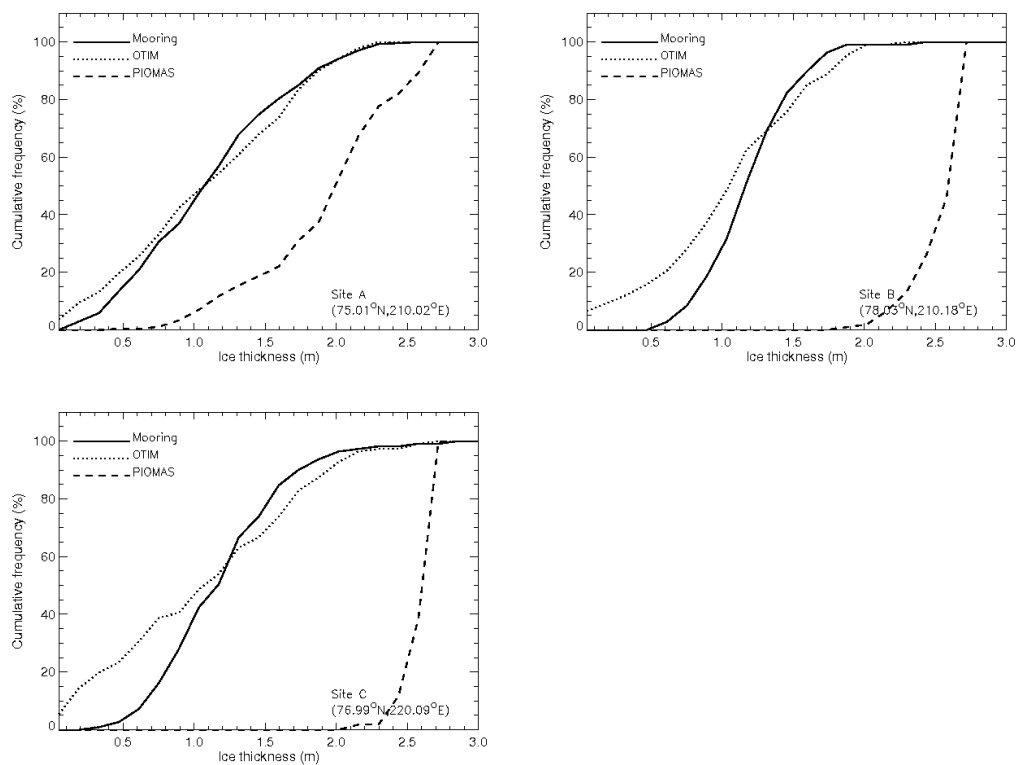 Cumulative frequency (%)
100
80
60
40
20
0
Mooring
OTIM
PIOMAS
Site A
(75.01°N,210.02°E)
0.5 1.0 1.5 2.0 2.5 3.0
Ice thickness (m)
Cumulative frequency (%)
100
80
60
40
20
0
Mooring
OTIM
PIOMAS
Site B
(78.03°N,210.18°E)
0.5 1.0 1.5 2.0 2.5 3.0
Ice thickness (m)
Cumulative frequency (%)
100
80
60
40
20
0
Mooring
OTIM
PIOMAS
Site C
(76.99°N,220.09°E)
0.5 1.0 1.5 2.0 2.5 3.0
Ice thickness (m)